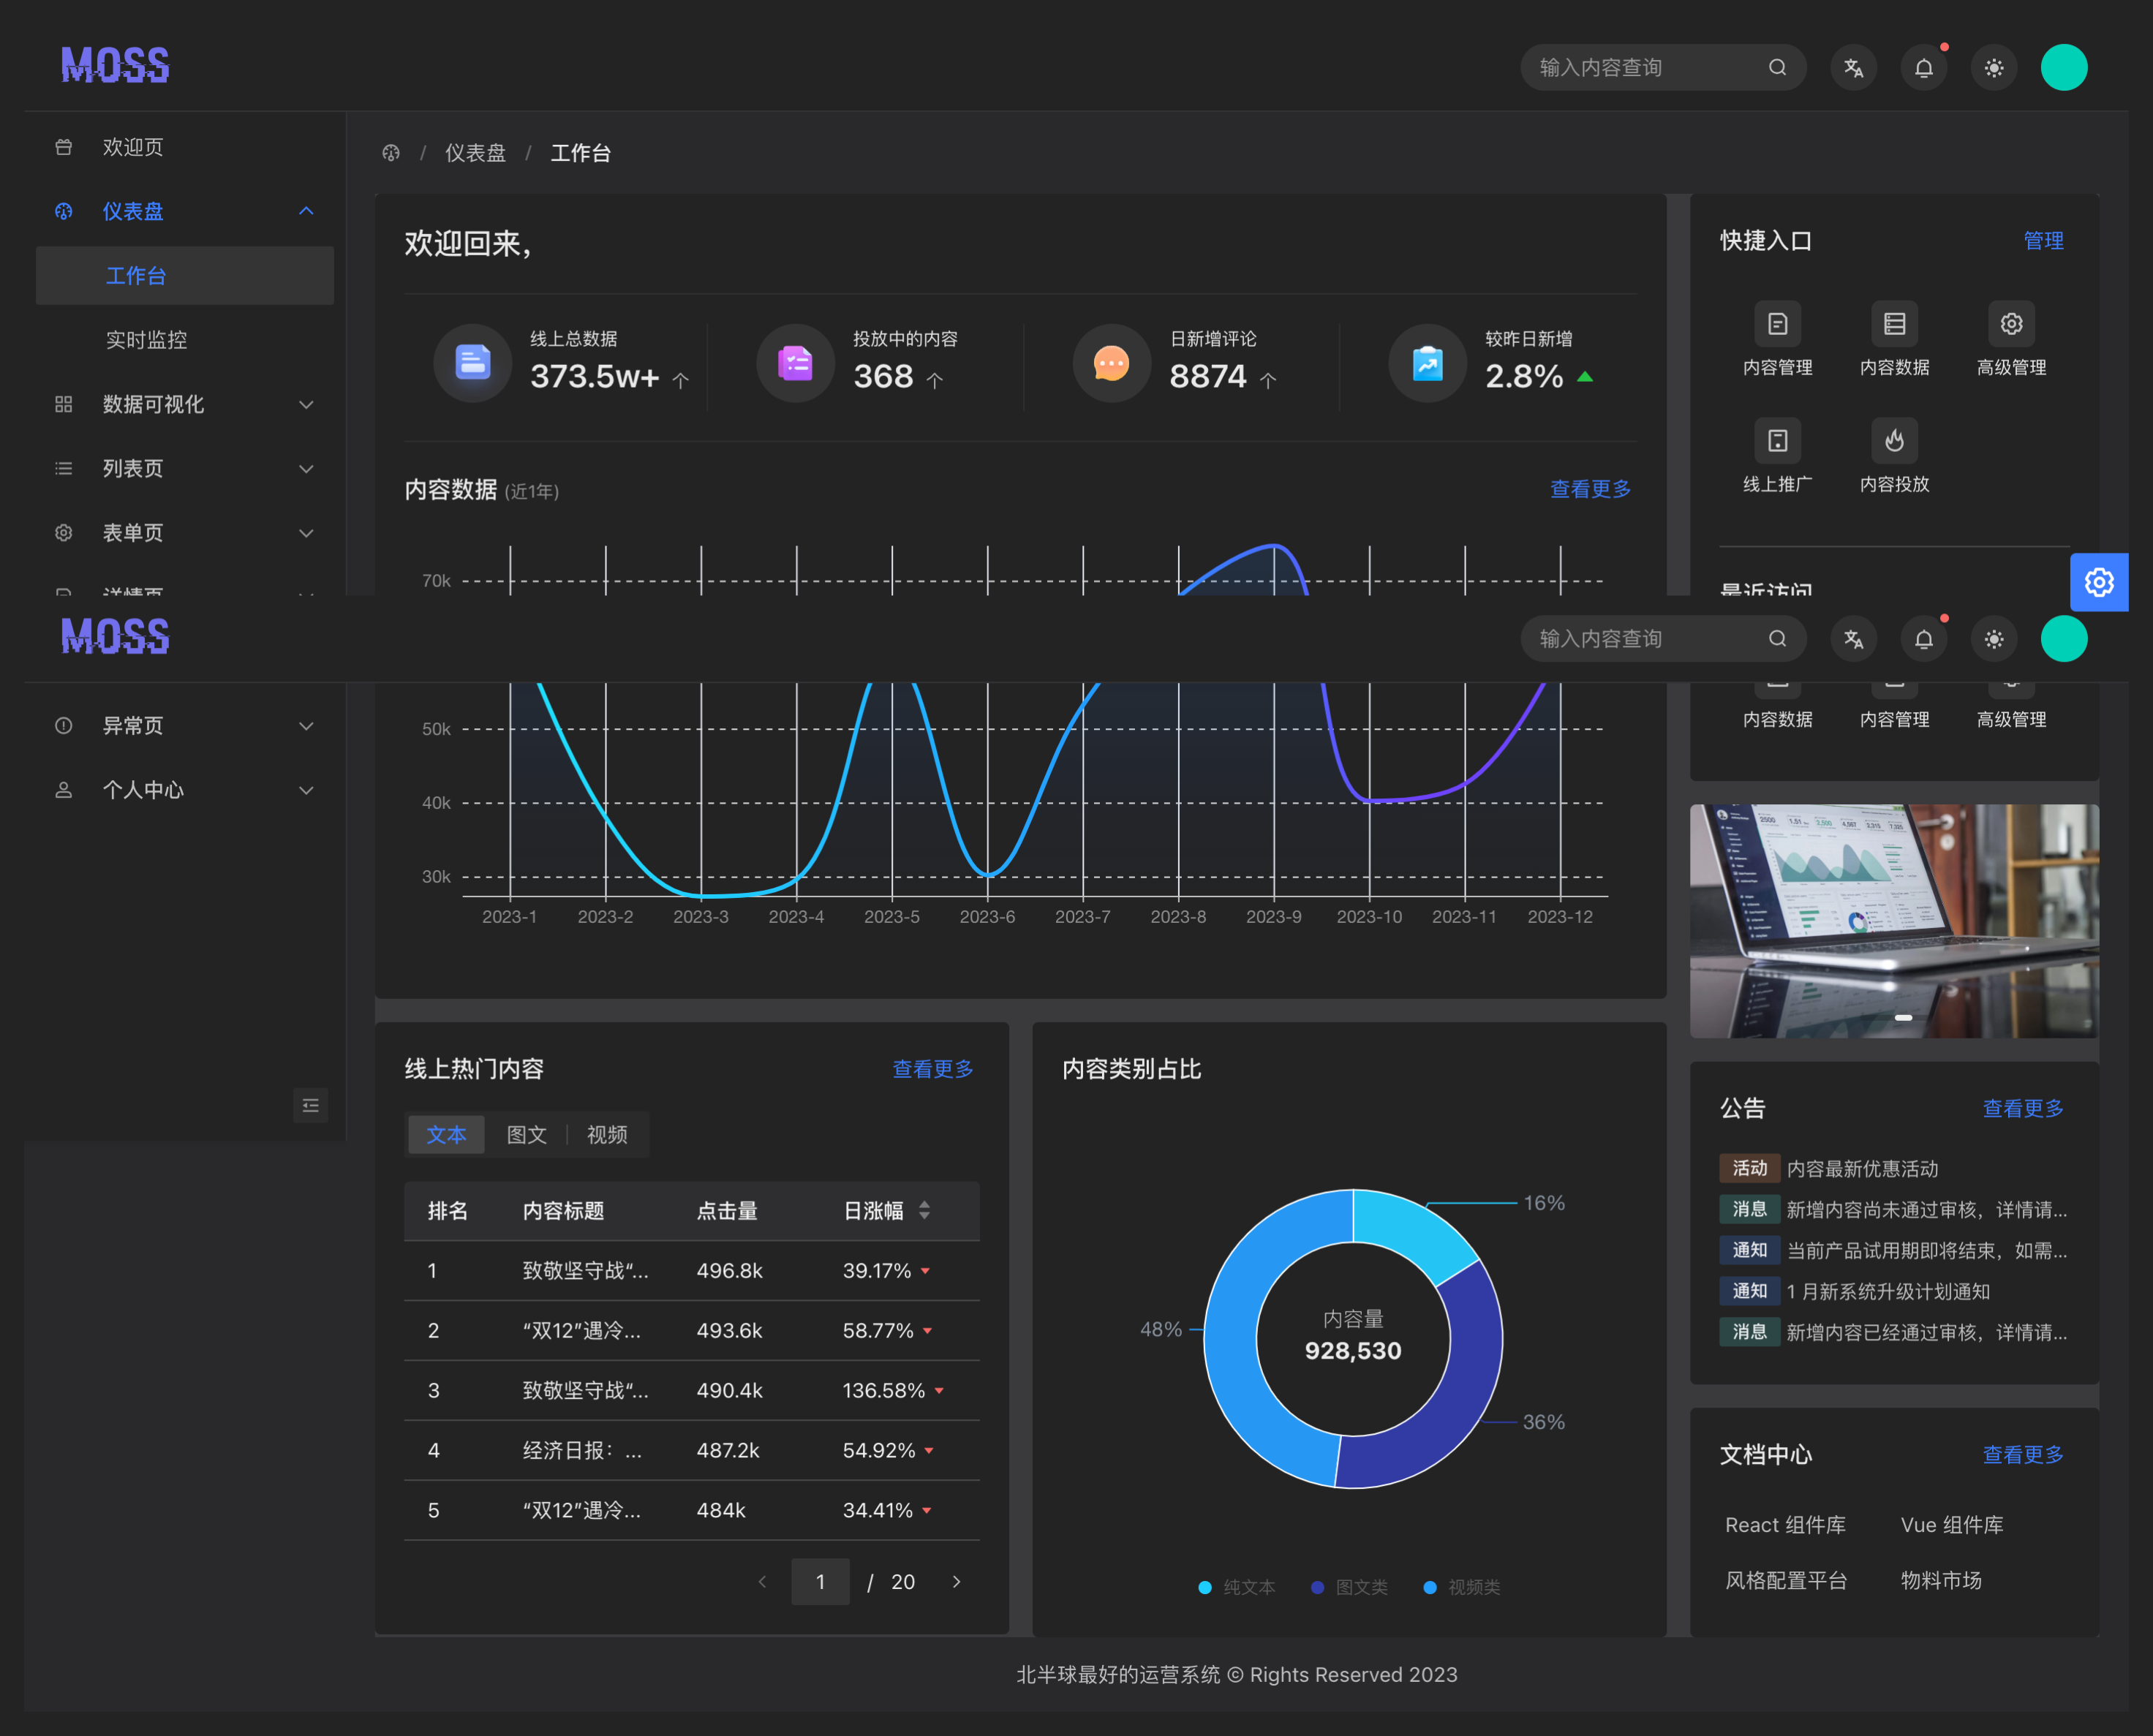 MOSS
输入内容查询
欢迎页
仪表盘
工作台
实时监控
数据可视化
列表页
表单页
详情页
/ 仪表盘 / 工作台
欢迎回来,
线上总数据
373.5w+
投放中的内容
368
日新增评论
8874
较昨日新增
2.8%
内容数据 (近1年)
查看更多
70k
快捷入口
管理
内容管理
内容数据
高级管理
线上推广
内容投放
最近访问
MOSS
输入内容查询
异常页
个人中心
50k
40k
30k
2023-1
2023-2
2023-3
2023-4
2023-5
2023-6
2023-7
2023-8
2023-9
2023-10
2023-11
2023-12
内容数据
内容管理
高级管理
线上热门内容
查看更多
文本
图文
视频
排名 内容标题 点击量 日涨幅
1 致敬坚守战“... 496.8k 39.17%
2 “双12”遇冷... 493.6k 58.77%
3 致敬坚守战“... 490.4k 136.58%
4 经济日报：... 487.2k 54.92%
5 “双12”遇冷... 484k 34.41%
1 / 20
内容类别占比
16%
48%
36%
内容量
928,530
纯文本
图文类
视频类
公告
查看更多
活动 内容最新优惠活动
消息 新增内容尚未通过审核，详情请...
通知 当前产品试用期即将结束，如需...
通知 1 月新系统升级计划通知
消息 新增内容已经通过审核，详情请...
文档中心
查看更多
React 组件库
Vue 组件库
风格配置平台
物料市场
北半球最好的运营系统 © Rights Reserved 2023